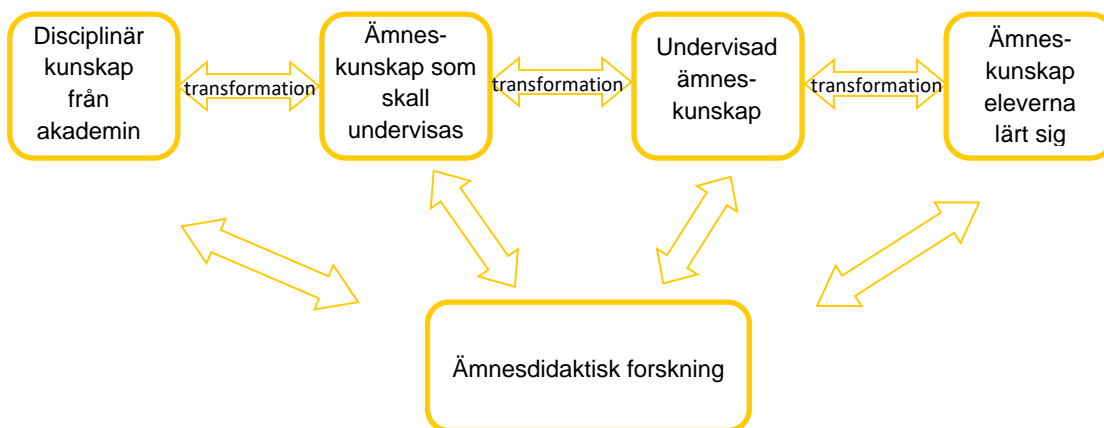 Disciplinär
kunskap
från
akademin
transformation
Ämnes-
kunskap som
skall
undervisas
transformation
Undervisad
ämnes-
kunskap
transformation
Ämnes-
kunskap
eleverna
lärt sig
Ämnesdidaktisk forskning